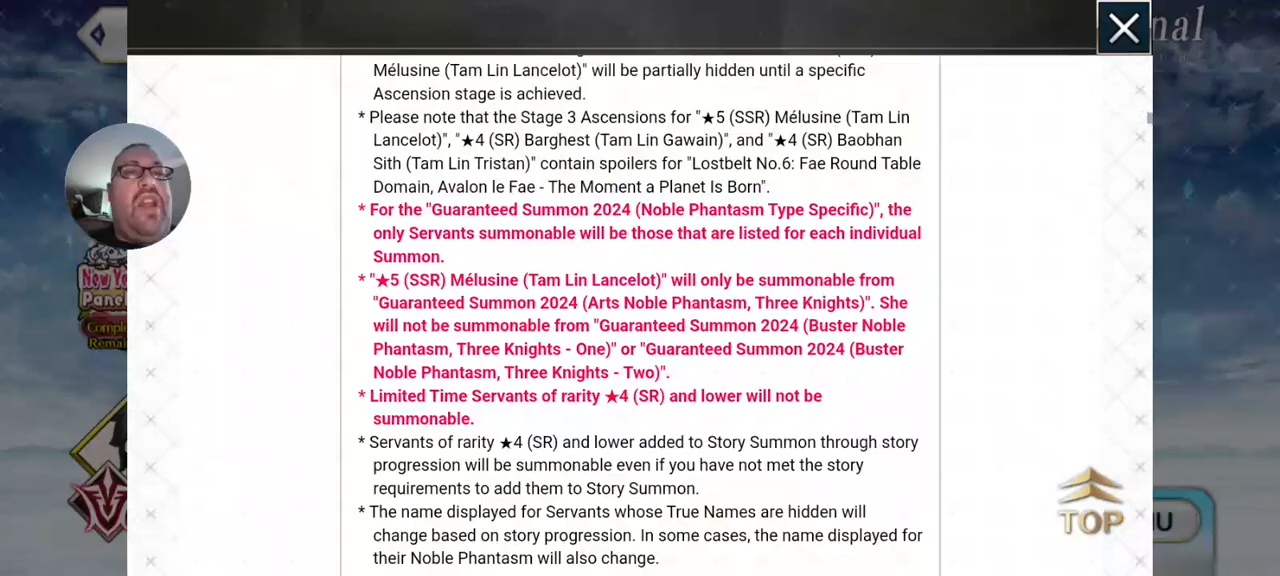 nal
Mélusine (Tam Lin Lancelot)" will be partially hidden until a specific
Ascension stage is achieved.
* Please note that the Stage 3 Ascensions for "★5 (SSR) Mélusine (Tam Lin
Lancelot)", "★4 (SR) Barghest (Tam Lin Gawain)", and "★4 (SR) Baobhan
Sith (Tam Lin Tristan)" contain spoilers for "Lostbelt No.6: Fae Round Table
Domain, Avalon le Fae - The Moment a Planet Is Born".
* For the "Guaranteed Summon 2024 (Noble Phantasm Type Specific)", the
only Servants summonable will be those that are listed for each individual
Summon.
* "★5 (SSR) Mélusine (Tam Lin Lancelot)" will only be summonable from
"Guaranteed Summon 2024 (Arts Noble Phantasm, Three Knights)". She
will not be summonable from "Guaranteed Summon 2024 (Buster Noble
Phantasm, Three Knights - One)" or "Guaranteed Summon 2024 (Buster
Noble Phantasm, Three Knights - Two)".
* Limited Time Servants of rarity ★4 (SR) and lower will not be
summonable.
* Servants of rarity ★4 (SR) and lower added to Story Summon through story
progression will be summonable even if you have not met the story
requirements to add them to Story Summon.
* The name displayed for Servants whose True Names are hidden will
change based on story progression. In some cases, the name displayed for
their Noble Phantasm will also change.
New Ye
Pane
Comple
Remai
TOP
U